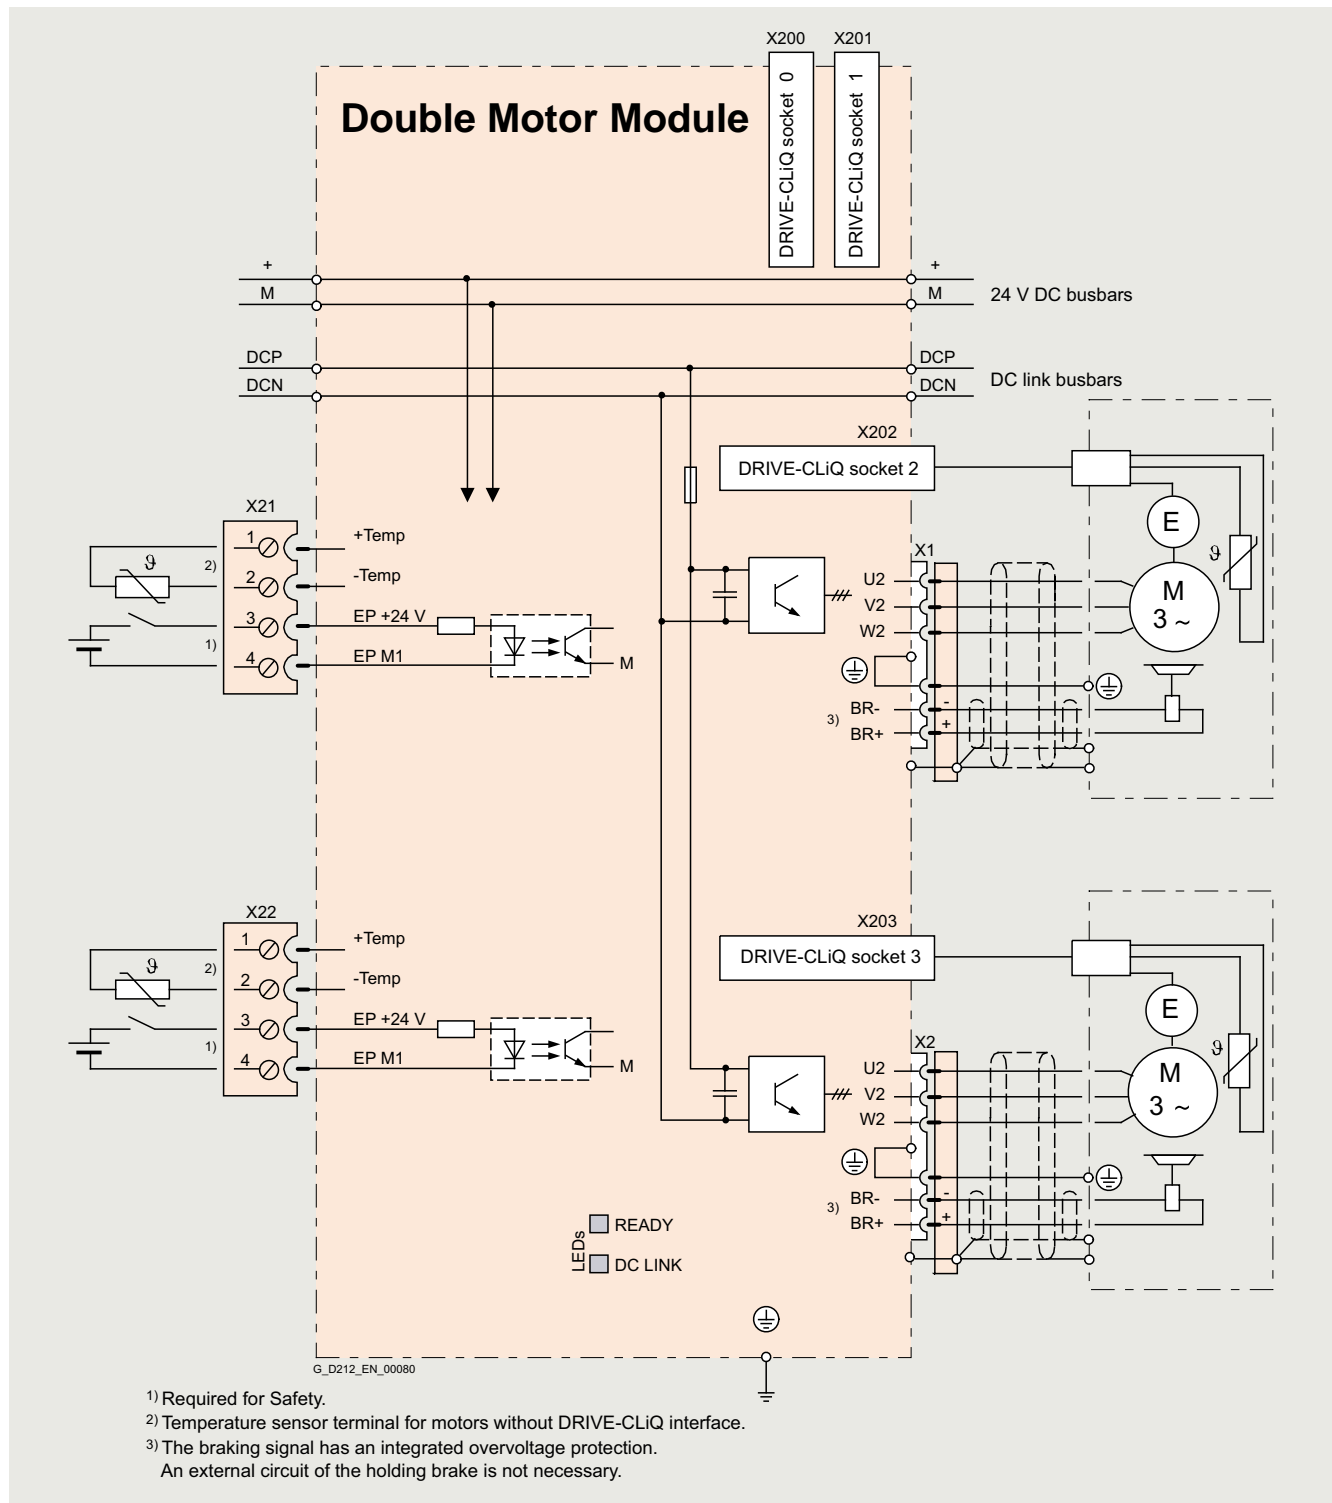 X200 X201
Double Motor Module
DRIVE-CLiQ socket 0
DRIVE-CLiQ socket 1
+ +
M M 24 V DC busbars
DCP DCP
DCN DCN DC link busbars
X202
DRIVE-CLiQ socket 2
X21
1 +Temp
ϑ 2)
2 -Temp
3 EP +24 V
1)
4 EP M1
M
E
ϑ
M
3 ~
X1
U2
V2
W2
BR- -
3)
BR+ +
X22
1 +Temp
ϑ 2)
2 -Temp
3 EP +24 V
1)
4 EP M1
M
X203
DRIVE-CLiQ socket 3
E
ϑ
M
3 ~
X2
U2
V2
W2
BR- -
3)
BR+ +
LEDs
READY
DC LINK
G_D212_EN_00080
1) Required for Safety.
2) Temperature sensor terminal for motors without DRIVE-CLiQ interface.
3) The braking signal has an integrated overvoltage protection.
An external circuit of the holding brake is not necessary.